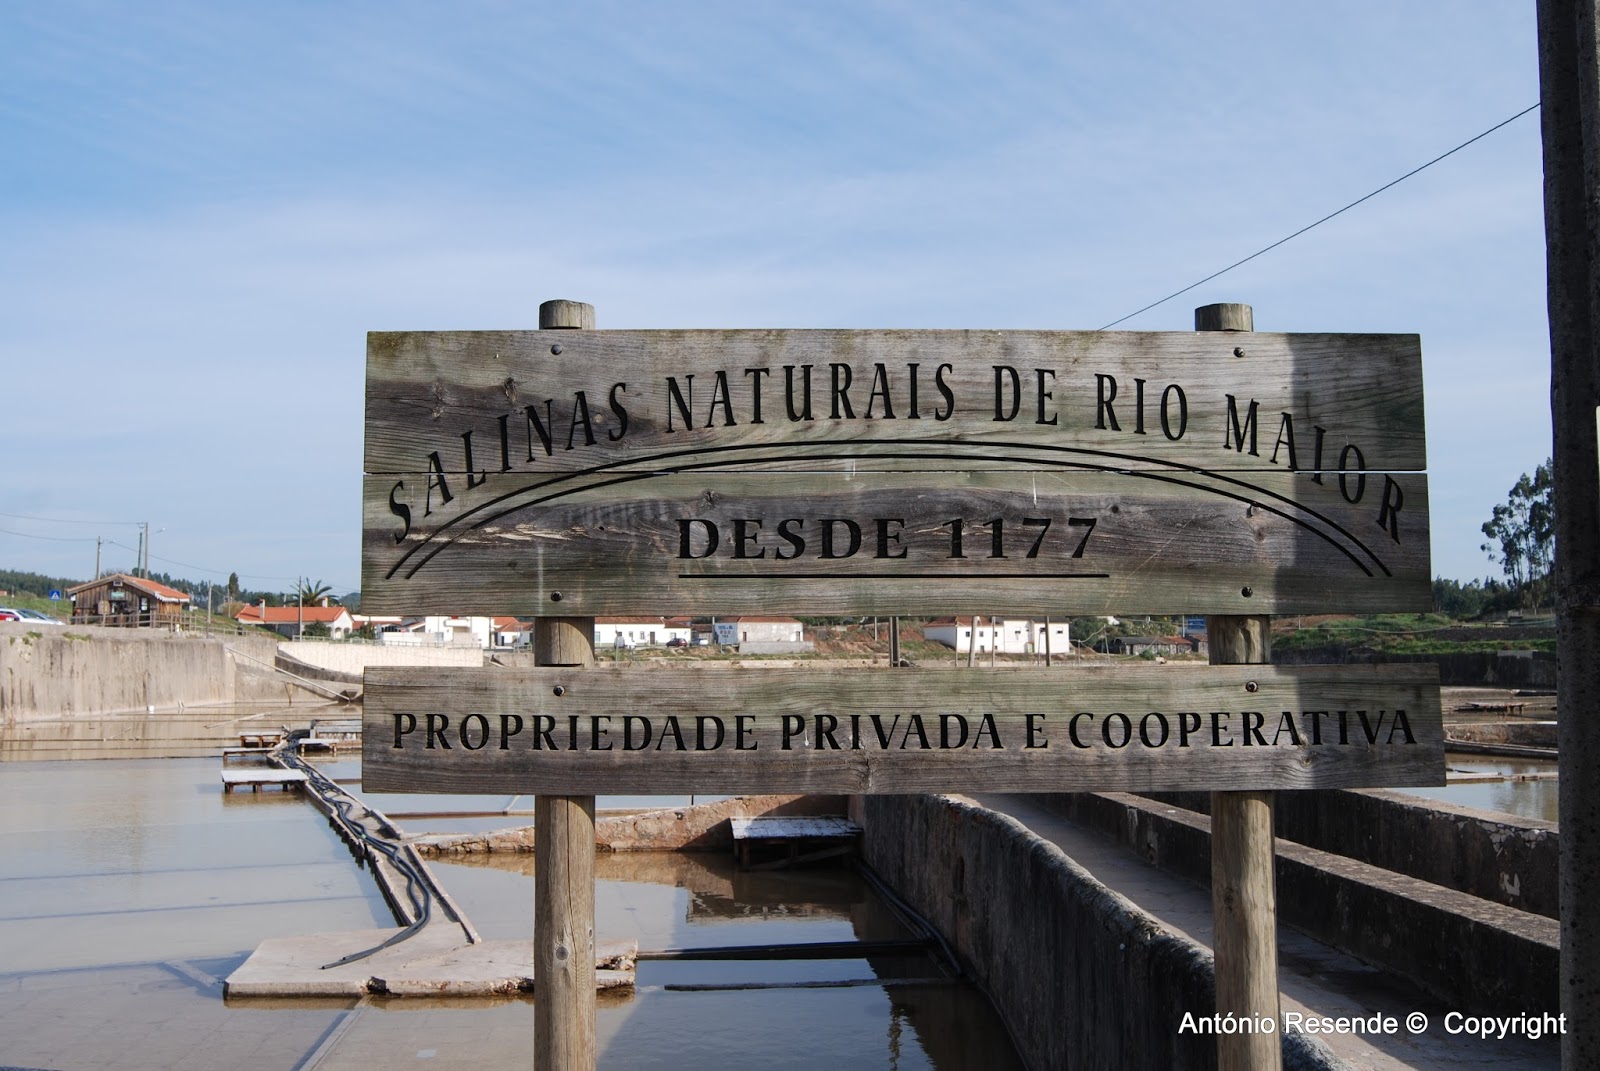 SALINAS NATURAIS DE RIO MAIOR
DESDE 1177
PROPRIEDADE PRIVADA E COOPERATIVA
António Resende © Copyright